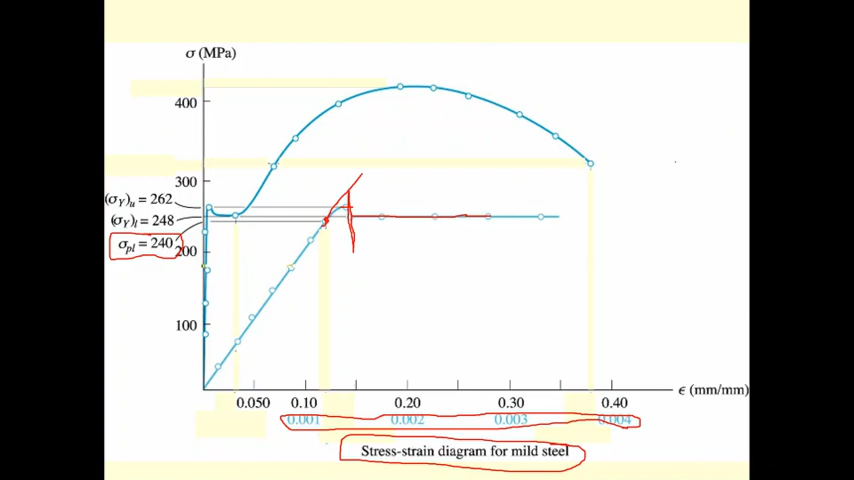 σ (MPa)
400
300
(σY)u = 262
(σY)l = 248
σpl = 240
200
100
ϵ (mm/mm)
0.050 0.10 0.20 0.30 0.40
0.001 0.002 0.003 0.004
Stress-strain diagram for mild steel